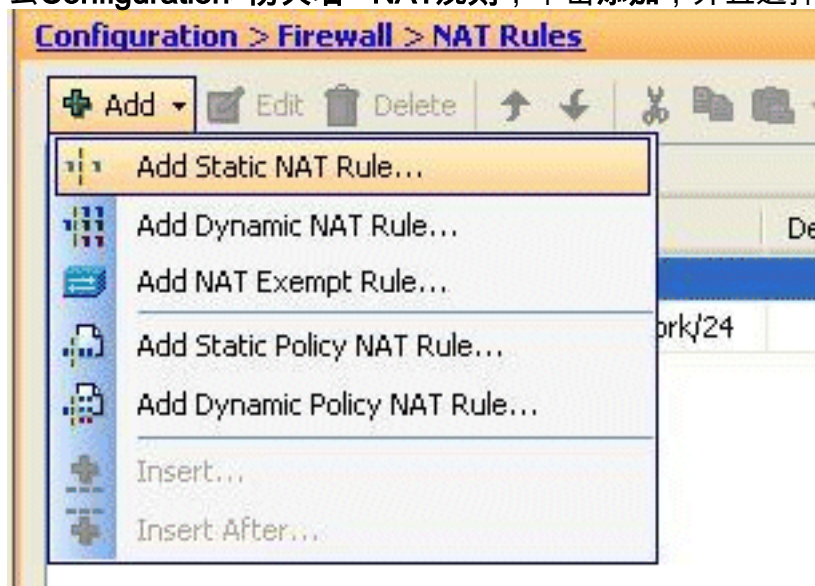 Configuration > Firewall > NAT Rules
Add Edit Delete
Add Static NAT Rule...
De
Add Dynamic NAT Rule...
Add NAT Exempt Rule...
ork/24
Add Static Policy NAT Rule...
Add Dynamic Policy NAT Rule...
Insert...
Insert After...